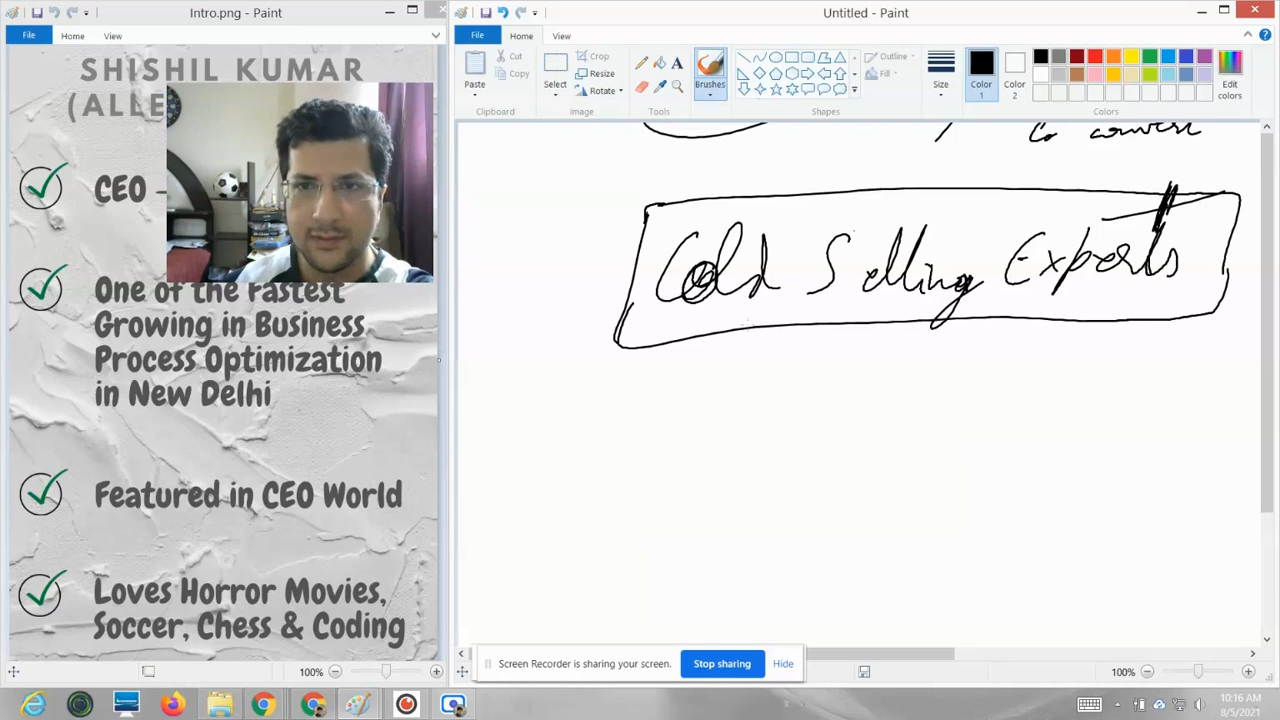 Intro.png - Paint
File
Home
View
SHISHIL KUMAR
(ALLE
CEO -
One of the Fastest
Growing in Business
Process Optimization
in New Delhi
Featured in CEO World
Loves Horror Movies,
Soccer, Chess & Coding
100%
Untitled - Paint
File
Home
View
Paste
Cut
Copy
Clipboard
Select
Crop
Resize
Rotate
Image
Tools
Brushes
Outline
Fill
Shapes
Size
Color
1
Color
2
Edit
colors
Colors
to convert
Cold Selling Experts
Screen Recorder is sharing your screen.
Stop sharing
Hide
100%
10:16 AM
8/5/2021